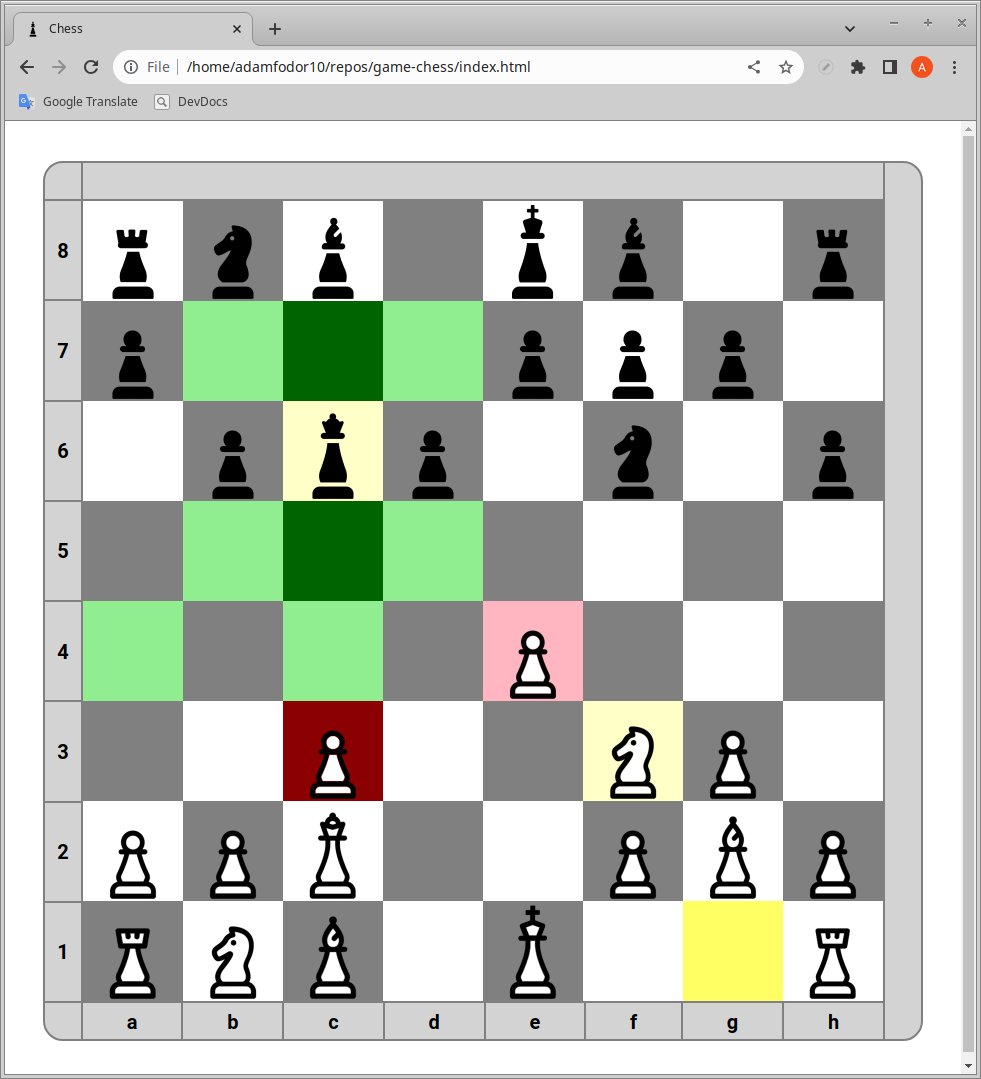 Chess
File /home/adamfodor10/repos/game-chess/index.html A
Google Translate DevDocs
8
7
6
5
4
3
2
1
a b c d e f g h